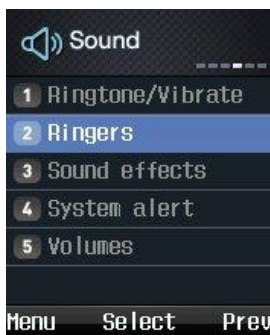 Sound
1 Ringtone/Vibrate
2 Ringers
3 Sound effects
4 System alert
5 Volumes
Menu Select Prev